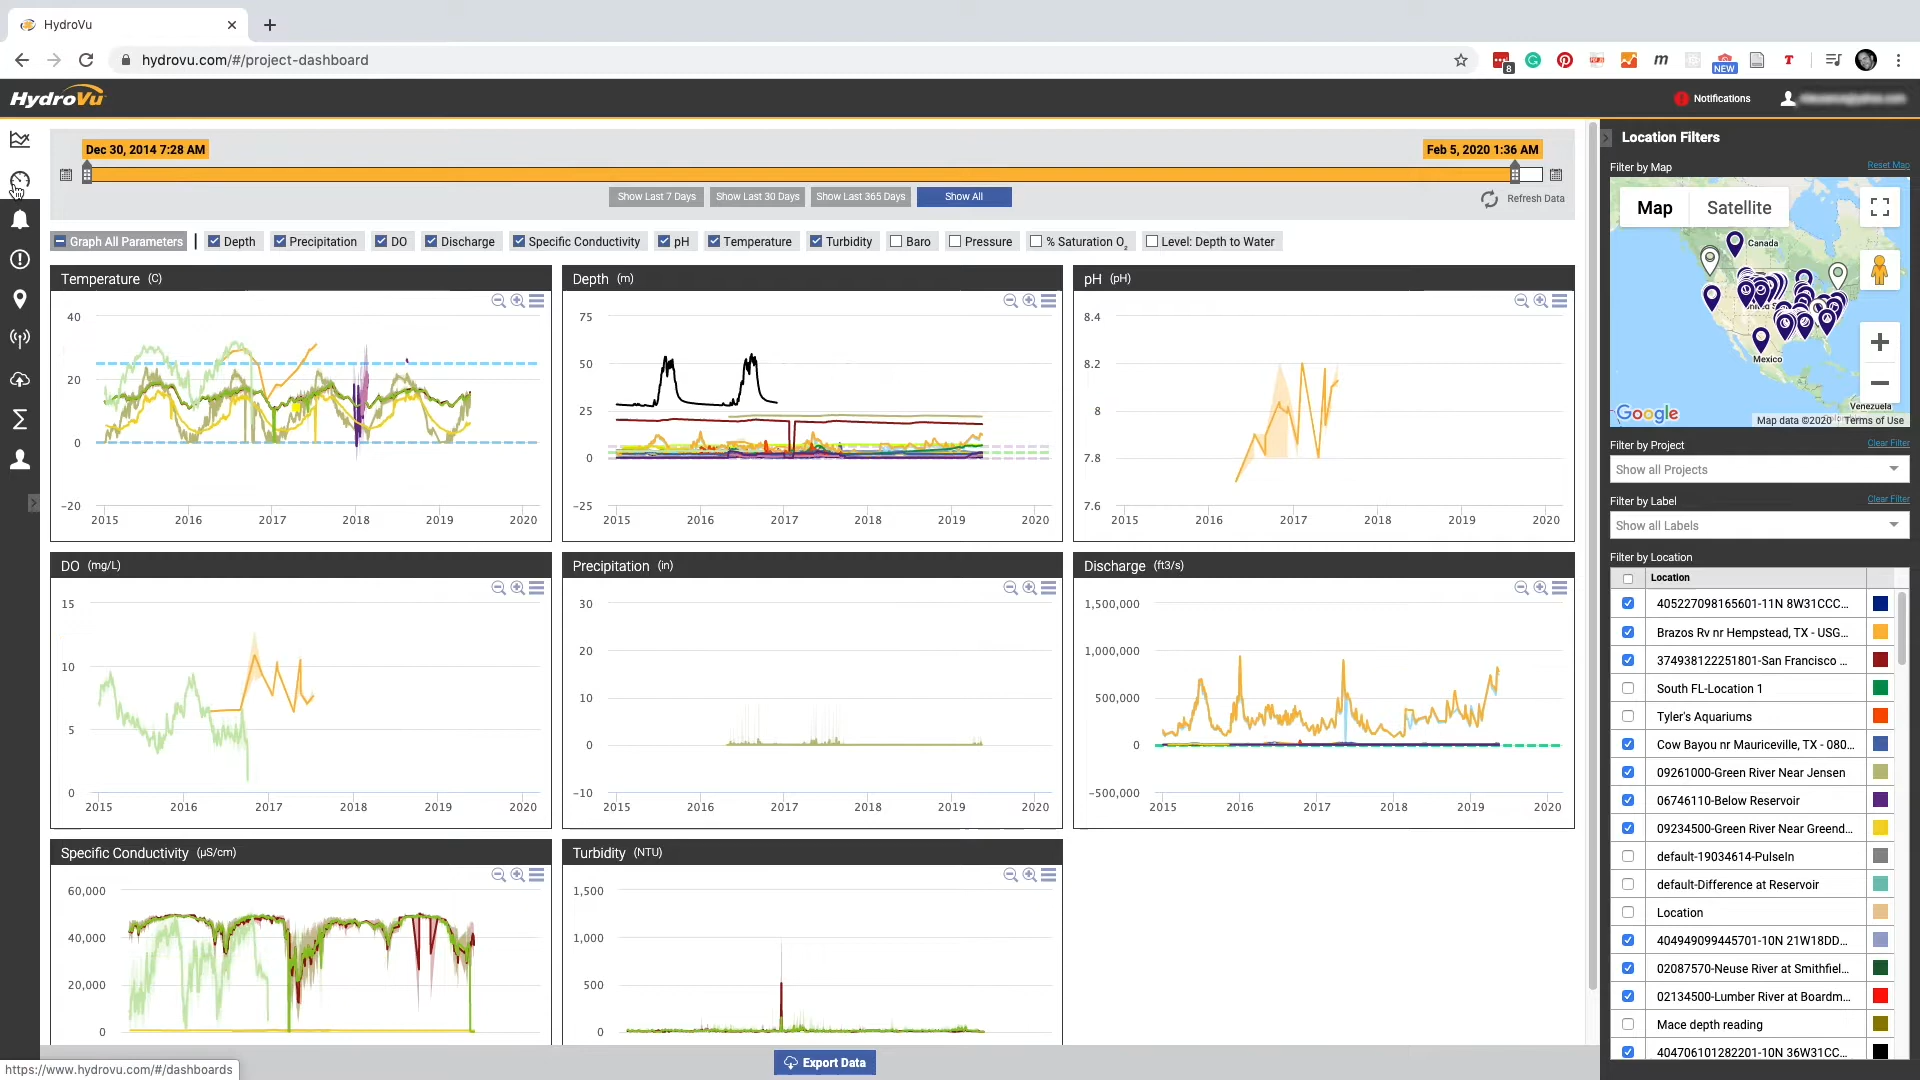 HydroVu
hydrovu.com/#/project-dashboard
8
NEW
HydroVu
Notifications
Dec 30, 2014 7:28 AM
Feb 5, 2020 1:36 AM
Show Last 7 Days
Show Last 30 Days
Show Last 365 Days
Show All
Refresh Data
Graph All Parameters
Depth
Precipitation
DO
Discharge
Specific Conductivity
pH
Temperature
Turbidity
Baro
Pressure
% Saturation O₂
Level: Depth to Water
Temperature (C)
40
20
0
-20
2015 2016 2017 2018 2019 2020
Depth (m)
75
50
25
0
-25
2015 2016 2017 2018 2019 2020
pH (pH)
8.4
8.2
8
7.8
7.6
2015 2016 2017 2018 2019 2020
DO (mg/L)
15
10
5
0
2015 2016 2017 2018 2019 2020
Precipitation (in)
30
20
10
0
-10
2015 2016 2017 2018 2019 2020
Discharge (ft3/s)
1,500,000
1,000,000
500,000
0
-500,000
2015 2016 2017 2018 2019 2020
Specific Conductivity (µS/cm)
60,000
40,000
20,000
0
Turbidity (NTU)
1,500
1,000
500
0
Export Data
https://www.hydrovu.com/#/dashboards
Location Filters
Filter by Map
Reset Map
Map
Satellite
Canada
Mexico
Venezuela
Google
Map data ©2020
Terms of Use
Filter by Project
Clear Filter
Show all Projects
Filter by Label
Clear Filter
Show all Labels
Filter by Location
Location
405227098165601-11N 8W31CCC...
Brazos Rv nr Hempstead, TX - USG...
374938122251801-San Francisco ...
South FL-Location 1
Tyler's Aquariums
Cow Bayou nr Mauriceville, TX - 080...
09261000-Green River Near Jensen
06746110-Below Reservoir
09234500-Green River Near Greend...
default-19034614-PulseIn
default-Difference at Reservoir
Location
404949099445701-10N 21W18DD...
02087570-Neuse River at Smithfiel...
02134500-Lumber River at Boardm...
Mace depth reading
404706101282201-10N 36W31CC...